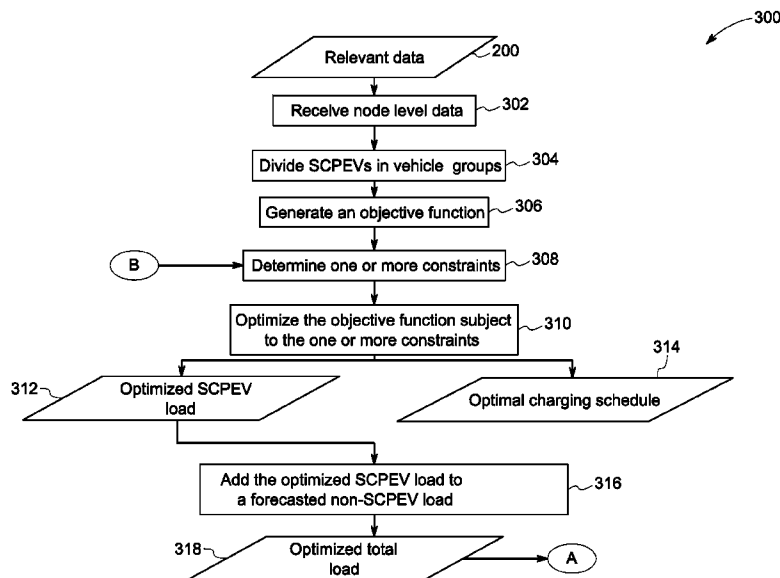 300
Relevant data
200
Receive node level data
302
Divide SCPEVs in vehicle groups
304
Generate an objective function
306
B
Determine one or more constraints
308
Optimize the objective function subject
to the one or more constraints
310
312
Optimized SCPEV
load
314
Optimal charging schedule
Add the optimized SCPEV load to
a forecasted non-SCPEV load
316
318
Optimized total
load
A